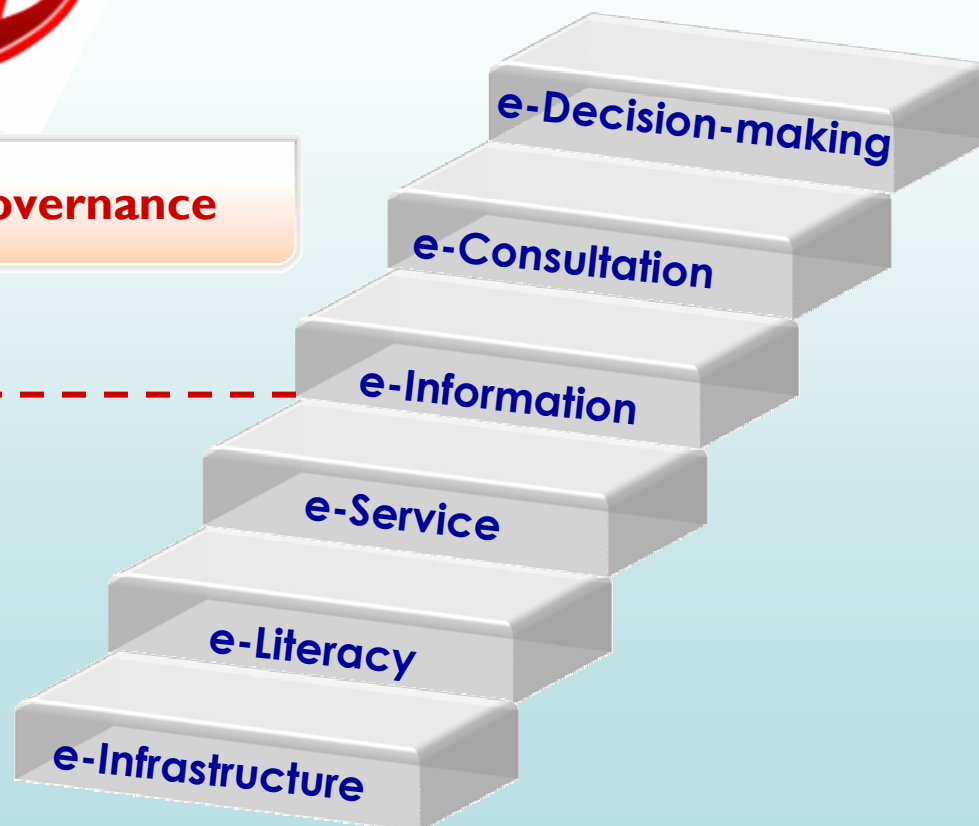 e-Decision-making
overnance
e-Consultation
e-Information
e-Service
e-Literacy
e-Infrastructure